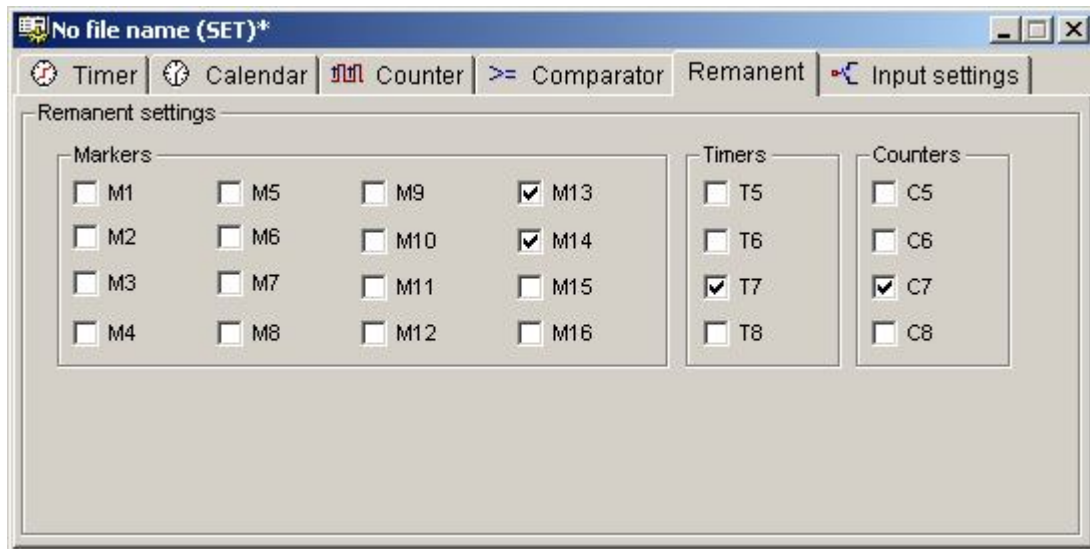 No file name (SET)*
Timer Calendar Counter >= Comparator Remanent Input settings
Remanent settings
Markers Timers Counters
M1 M5 M9 M13 T5 C5
M2 M6 M10 M14 T6 C6
M3 M7 M11 M15 T7 C7
M4 M8 M12 M16 T8 C8